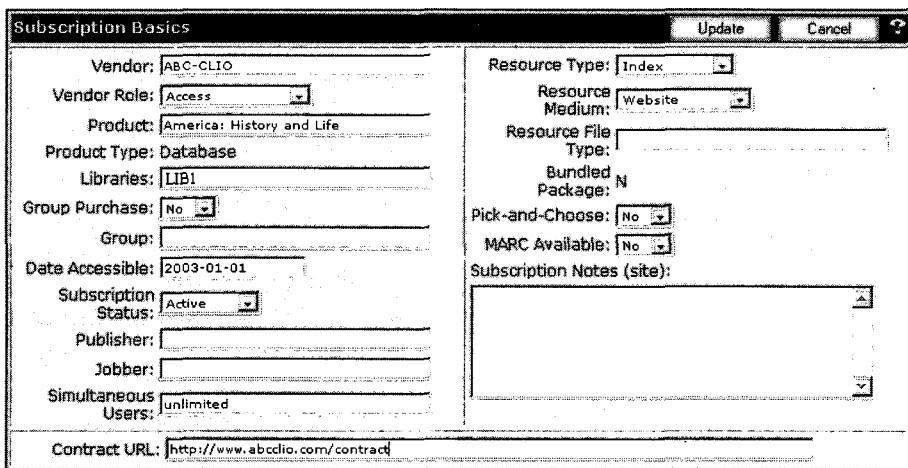 Subscription Basics
Update
Cancel
?
Vendor: ABC-CLIO
Vendor Role: Access
Product: America: History and Life
Product Type: Database
Libraries: LIB1
Group Purchase: No
Group:
Date Accessible: 2003-01-01
Subscription
Status: Active
Publisher:
Jobber:
Simultaneous
Users: unlimited
Resource Type: Index
Resource
Medium: Website
Resource File
Type:
Bundled
Package: N
Pick-and-Choose: No
MARC Available: No
Subscription Notes (site):
Contract URL: http://www.abcclio.com/contract